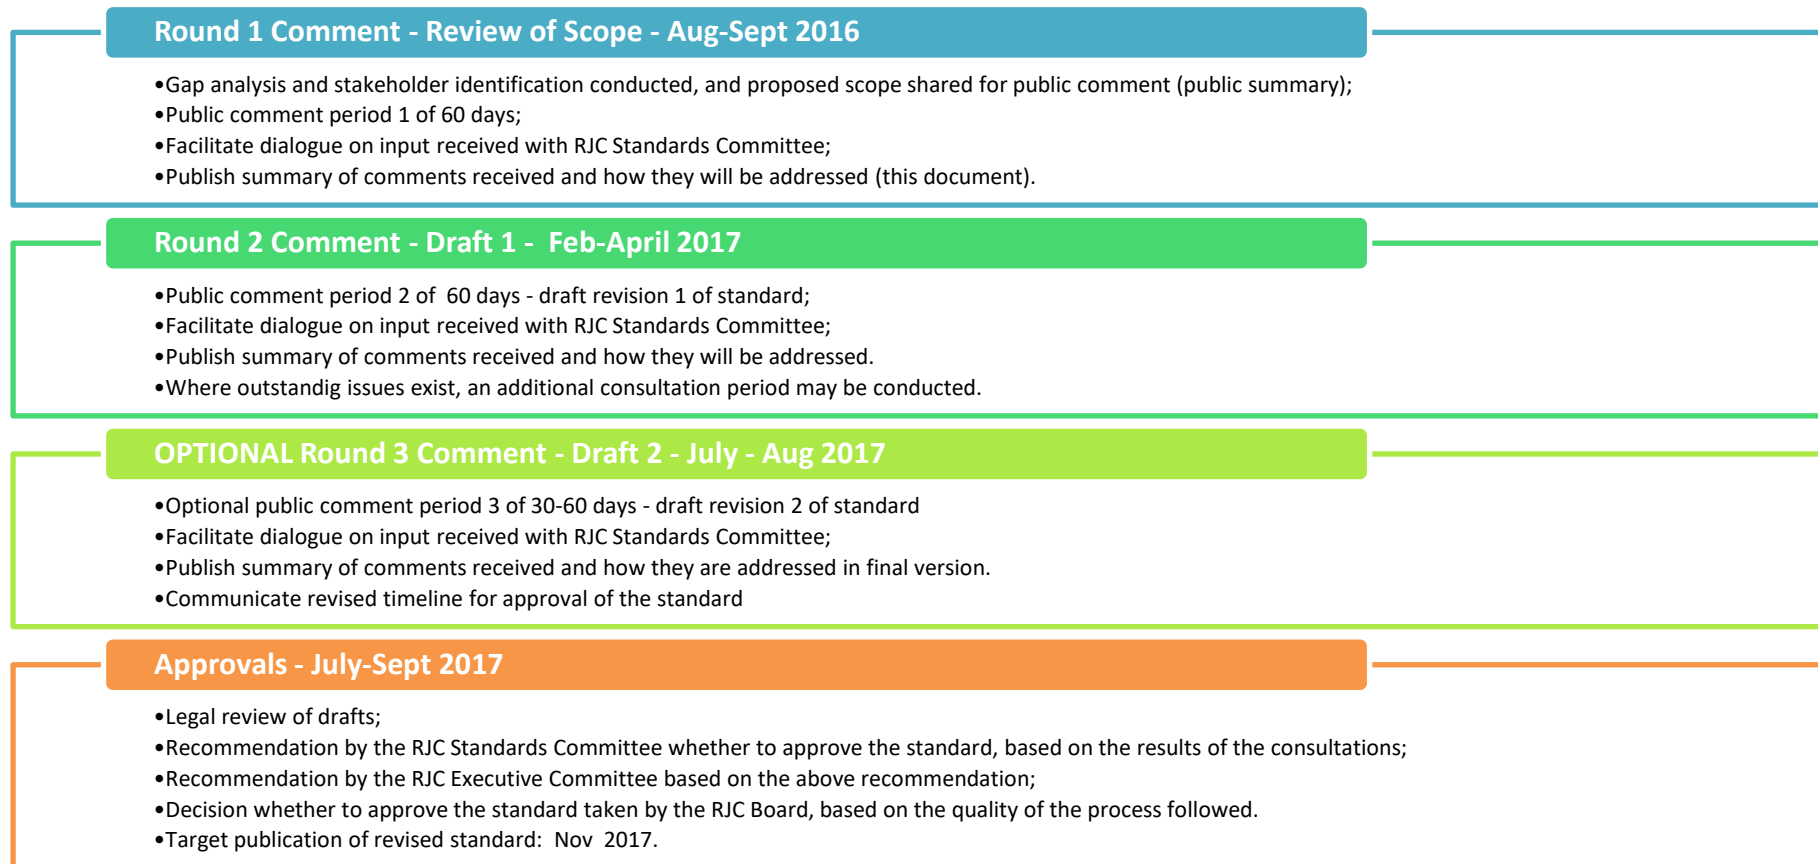 Round 1 Comment - Review of Scope - Aug-Sept 2016
•Gap analysis and stakeholder identification conducted, and proposed scope shared for public comment (public summary);
•Public comment period 1 of 60 days;
•Facilitate dialogue on input received with RJC Standards Committee;
•Publish summary of comments received and how they will be addressed (this document).
Round 2 Comment - Draft 1 - Feb-April 2017
•Public comment period 2 of 60 days - draft revision 1 of standard;
•Facilitate dialogue on input received with RJC Standards Committee;
•Publish summary of comments received and how they will be addressed.
•Where outstandig issues exist, an additional consultation period may be conducted.
OPTIONAL Round 3 Comment - Draft 2 - July - Aug 2017
•Optional public comment period 3 of 30-60 days - draft revision 2 of standard
•Facilitate dialogue on input received with RJC Standards Committee;
•Publish summary of comments received and how they are addressed in final version.
•Communicate revised timeline for approval of the standard
Approvals - July-Sept 2017
•Legal review of drafts;
•Recommendation by the RJC Standards Committee whether to approve the standard, based on the results of the consultations;
•Recommendation by the RJC Executive Committee based on the above recommendation;
•Decision whether to approve the standard taken by the RJC Board, based on the quality of the process followed.
•Target publication of revised standard: Nov 2017.